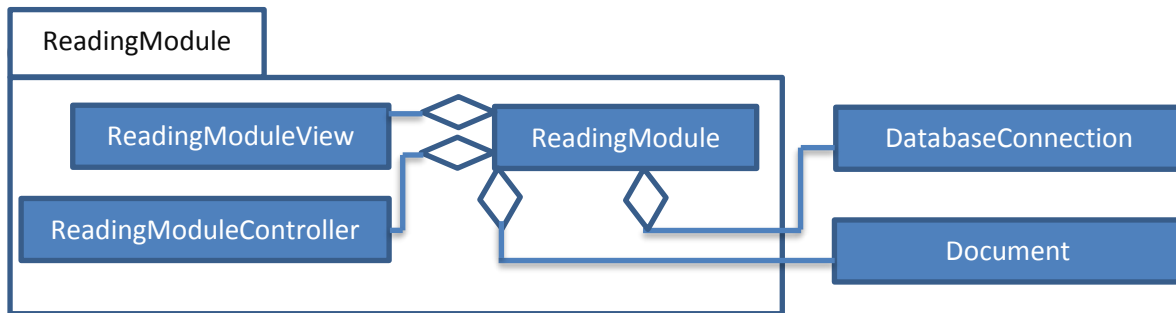 ReadingModule
ReadingModuleView
ReadingModule
DatabaseConnection
ReadingModuleController
Document